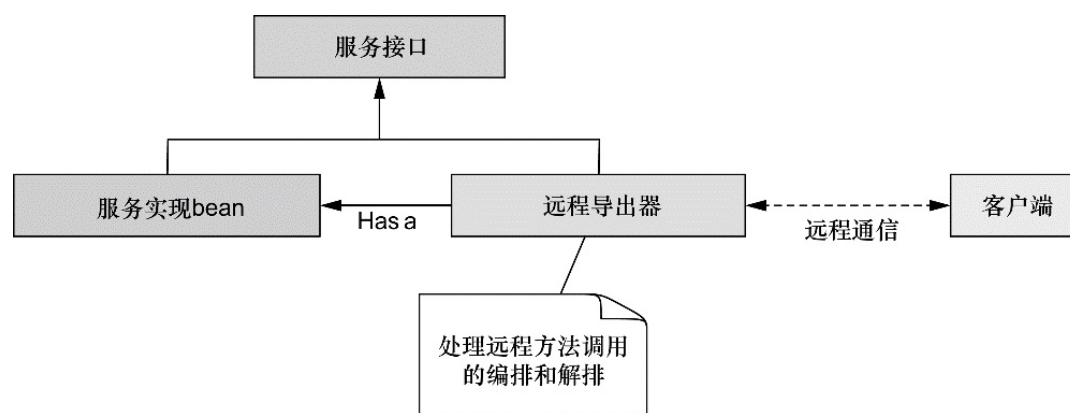 服务接口
服务实现bean
Has a
远程导出器
远程通信
客户端
处理远程方法调用
的编排和解排